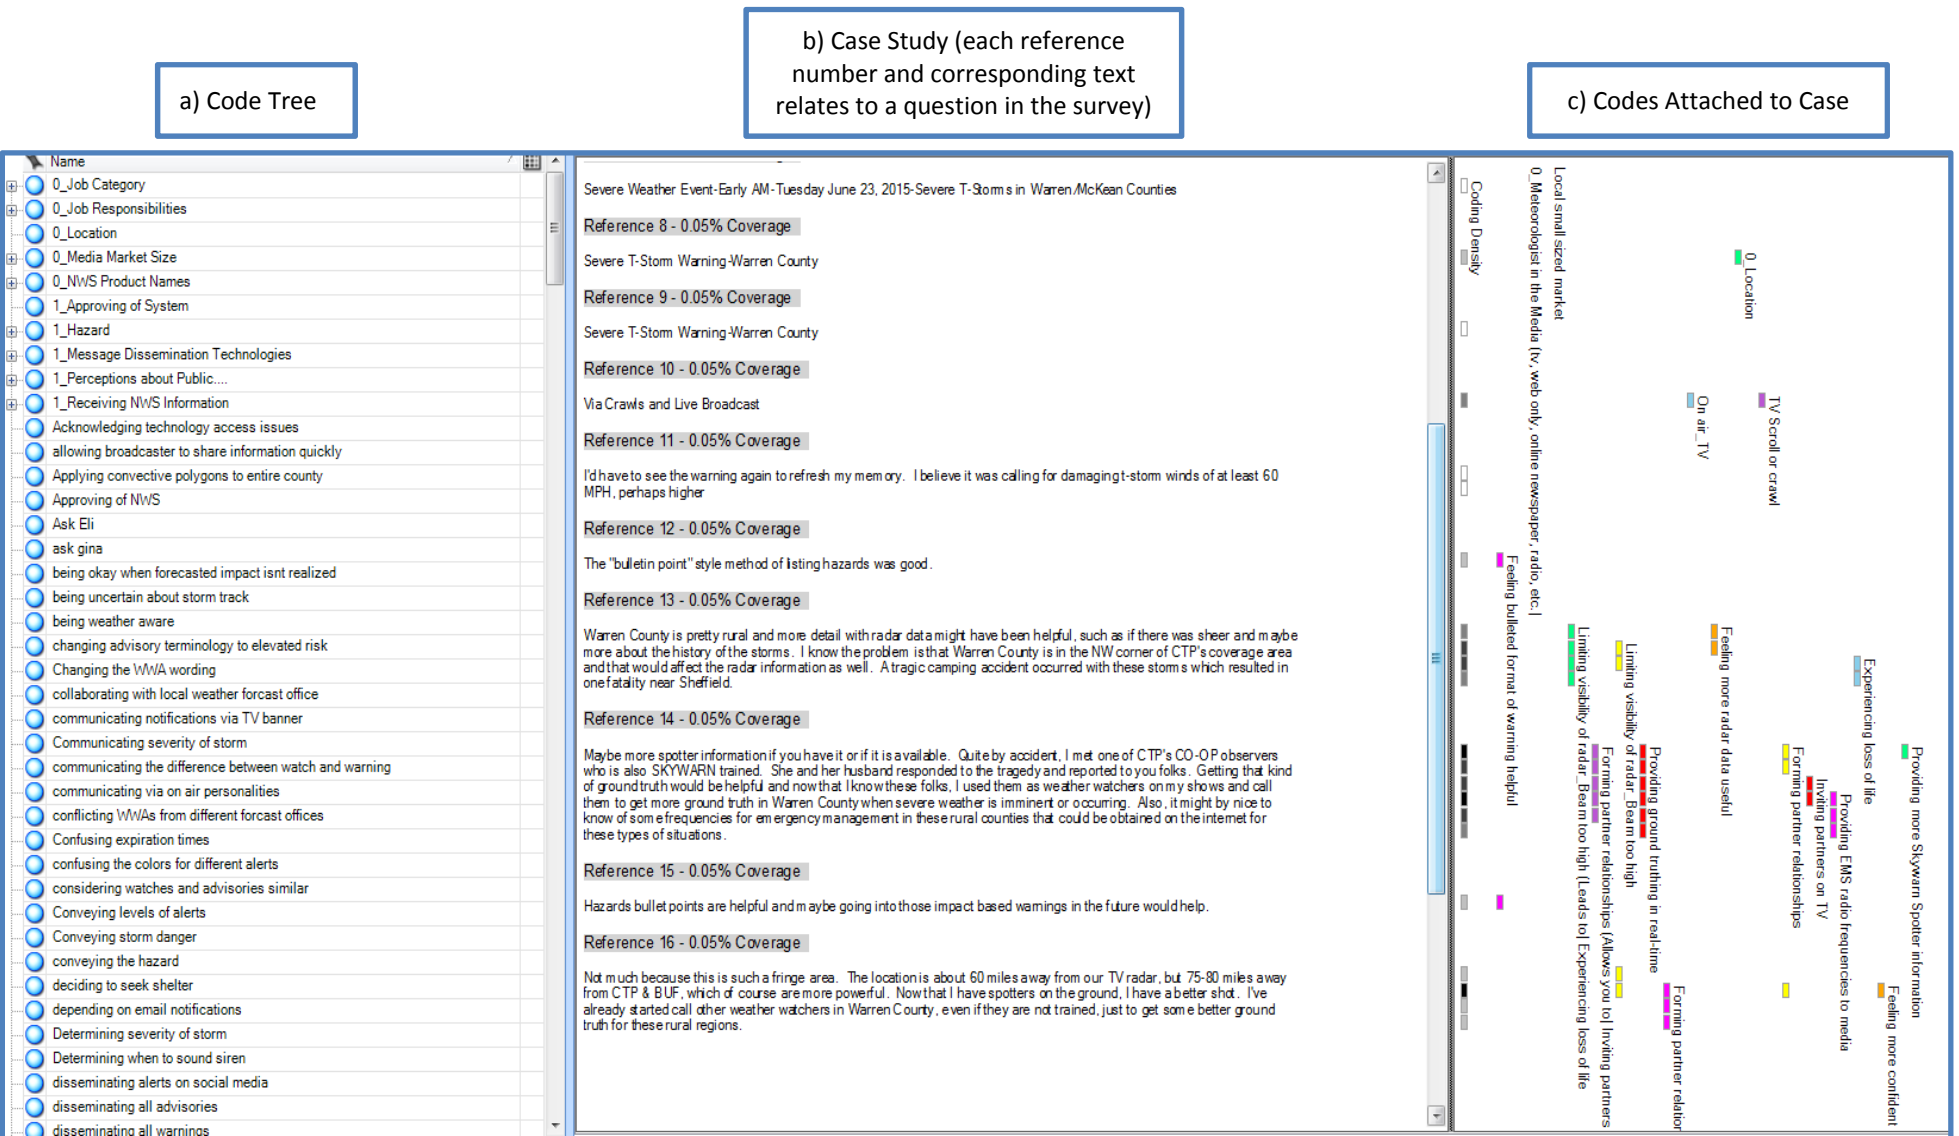 a) Code Tree
b) Case Study (each reference
number and corresponding text
relates to a question in the survey)
c) Codes Attached to Case
Name
0_Job Category
0_Job Responsibilities
0_Location
0_Media Market Size
0_NWS Product Names
1_Approving of System
1_Hazard
1_Message Dissemination Technologies
1_Perceptions about Public....
1_Receiving NWS Information
Acknowledging technology access issues
allowing broadcaster to share information quickly
Applying convective polygons to entire county
Approving of NWS
Ask Eli
ask gina
being okay when forecasted impact isnt realized
being uncertain about storm track
being weather aware
changing advisory terminology to elevated risk
Changing the WWA wording
collaborating with local weather forcast office
communicating notifications via TV banner
Communicating severity of storm
communicating the difference between watch and warning
communicating via on air personalities
conflicting WWAs from different forcast offices
Confusing expiration times
confusing the colors for different alerts
considering watches and advisories similar
Conveying levels of alerts
Conveying storm danger
conveying the hazard
deciding to seek shelter
depending on email notifications
Determining severity of storm
Determining when to sound siren
disseminating alerts on social media
disseminating all advisories
disseminating all warnings
Severe Weather Event-Early AM-Tuesday June 23, 2015-Severe T-Storms in Warren/McKean Counties
Reference 8 - 0.05% Coverage
Severe T-Storm Warning-Warren County
Reference 9 - 0.05% Coverage
Severe T-Storm Warning-Warren County
Reference 10 - 0.05% Coverage
Via Crawls and Live Broadcast
Reference 11 - 0.05% Coverage
I'd have to see the warning again to refresh my memory. I believe it was calling for damaging t-storm winds of at least 60
MPH, perhaps higher
Reference 12 - 0.05% Coverage
The "bulletin point" style method of listing hazards was good.
Reference 13 - 0.05% Coverage
Warren County is pretty rural and more detail with radar data might have been helpful, such as if there was sheer and maybe
more about the history of the storms. I know the problem is that Warren County is in the NW corner of CTP's coverage area
and that would affect the radar information as well. A tragic camping accident occurred with these storms which resulted in
one fatality near Sheffield.
Reference 14 - 0.05% Coverage
Maybe more spotter information if you have it or if it is available. Quite by accident, I met one of CTP's CO-OP observers
who is also SKYWARN trained. She and her husband responded to the tragedy and reported to you folks. Getting that kind
of ground truth would be helpful and now that I know these folks, I used them as weather watchers on my shows and call
them to get more ground truth in Warren County when severe weather is imminent or occurring. Also, it might by nice to
know of some frequencies for emergency management in these rural counties that could be obtained on the internet for
these types of situations.
Reference 15 - 0.05% Coverage
Hazards bullet points are helpful and maybe going into those impact based warnings in the future would help.
Reference 16 - 0.05% Coverage
Not much because this is such a fringe area. The location is about 60 miles away from our TV radar, but 75-80 miles away
from CTP & BUF, which of course are more powerful. Now that I have spotters on the ground, I have a better shot. I've
already started call other weather watchers in Warren County, even if they are not trained, just to get some better ground
truth for these rural regions.
Coding Density
Feeling bulleted format of warning helpful
0_Meteorologist in the Media (tv, web only, online newspaper, radio, etc.|
Local small sized market
Limiting visibility of radar_Beam too high (Leads to| Experiencing loss of life
Forming partner relationships (Allows you to| Inviting partners
Limiting visibility of radar_Beam too high
Providing ground truthing in real-time
Forming partner relation
On air_TV
Feeling more radar data useful
0_Location
TV Scroll or crawl
Forming partner relationships
Inviting partners on TV
Providing EMS radio frequencies to media
Experiencing loss of life
Feeling more confident
Providing more Skywarn Spotter information